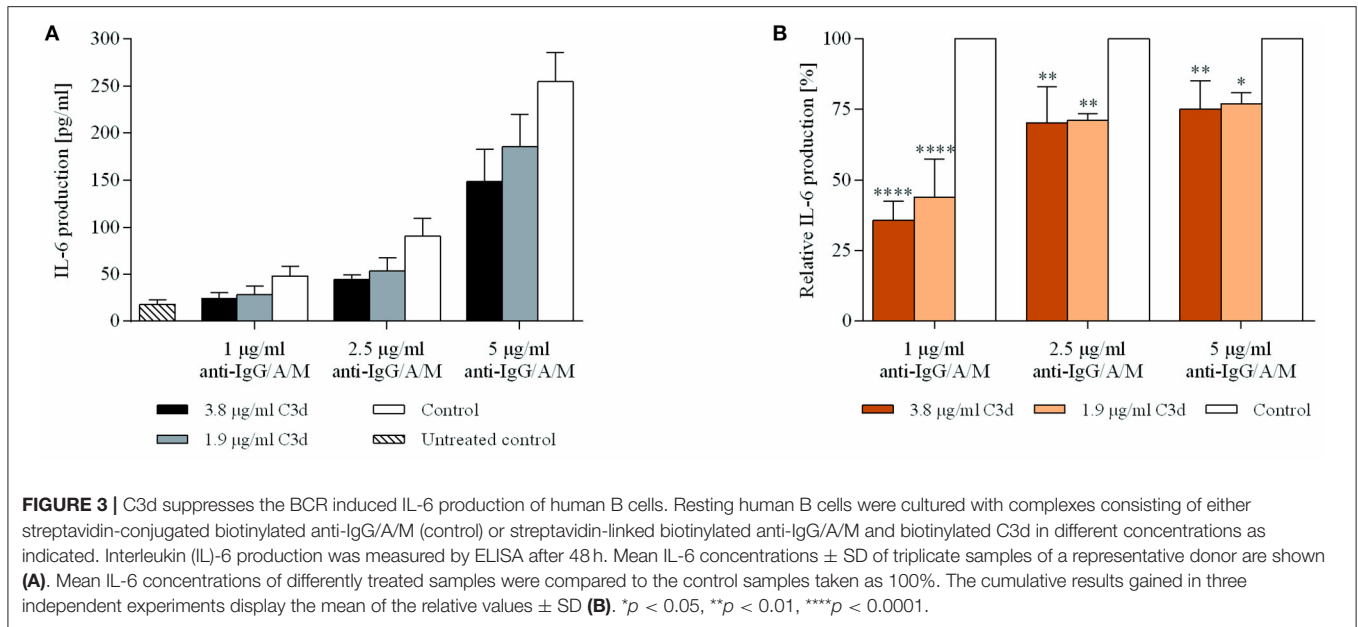 A
IL-6 production [pg/ml]
300
250
200
150
100
50
0
1 µg/ml
anti-IgG/A/M
2.5 µg/ml
anti-IgG/A/M
5 µg/ml
anti-IgG/A/M
3.8 µg/ml C3d
Control
1.9 µg/ml C3d
Untreated control
B
Relative IL-6 production [%]
100
75
50
25
0
****
****
**
**
**
*
1 µg/ml
anti-IgG/A/M
2.5 µg/ml
anti-IgG/A/M
5 µg/ml
anti-IgG/A/M
3.8 µg/ml C3d
1.9 µg/ml C3d
Control
FIGURE 3 | C3d suppresses the BCR induced IL-6 production of human B cells. Resting human B cells were cultured with complexes consisting of either
streptavidin-conjugated biotinylated anti-IgG/A/M (control) or streptavidin-linked biotinylated anti-IgG/A/M and biotinylated C3d in different concentrations as
indicated. Interleukin (IL)-6 production was measured by ELISA after 48 h. Mean IL-6 concentrations ± SD of triplicate samples of a representative donor are shown
(A). Mean IL-6 concentrations of differently treated samples were compared to the control samples taken as 100%. The cumulative results gained in three
independent experiments display the mean of the relative values ± SD (B). *p < 0.05, **p < 0.01, ****p < 0.0001.